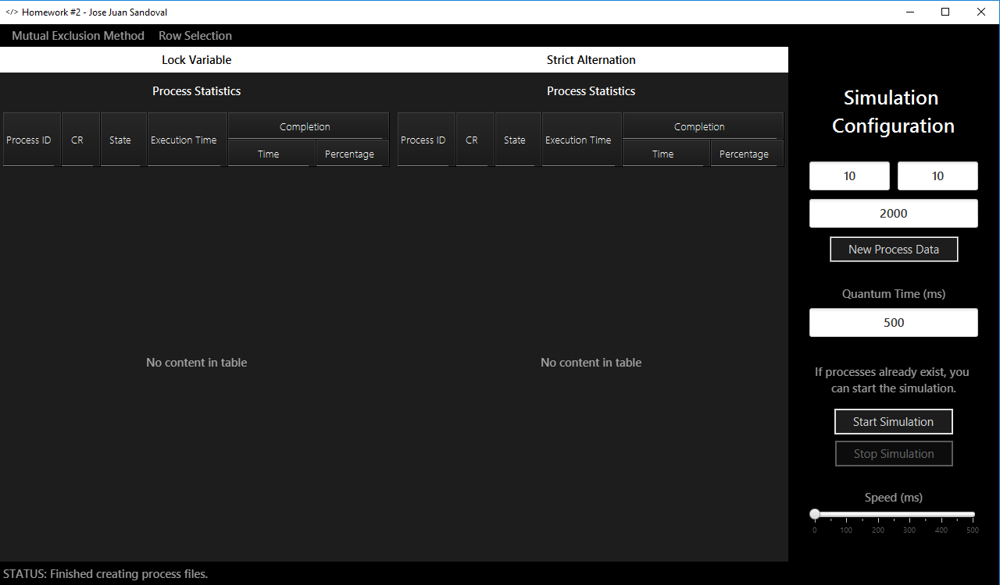 </> Homework #2 - Jose Juan Sandoval
Mutual Exclusion Method Row Selection
Lock Variable
Process Statistics
Process ID CR State Execution Time Completion
Time Percentage
No content in table
Strict Alternation
Process Statistics
Process ID CR State Execution Time Completion
Time Percentage
No content in table
Simulation
Configuration
10 10
2000
New Process Data
Quantum Time (ms)
500
If processes already exist, you
can start the simulation.
Start Simulation
Stop Simulation
Speed (ms)
0 100 200 300 400 500
STATUS: Finished creating process files.